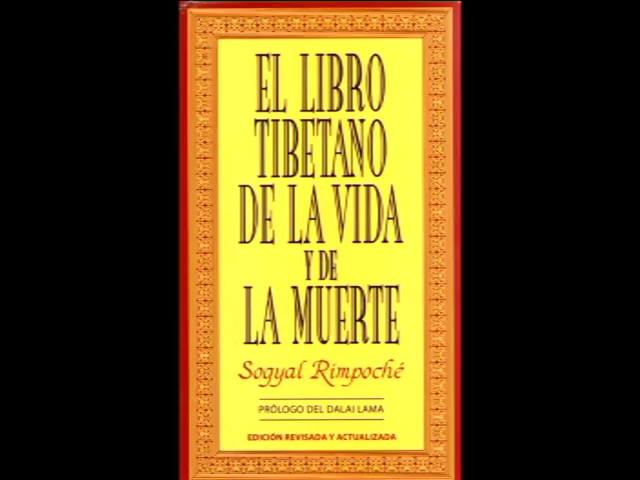 EL LIBRO
TIBETANO
DE LA VIDA
Y DE
LA MUERTE
Sogyal Rimpoché
PRÓLOGO DEL DALAI LAMA
EDICIÓN REVISADA Y ACTUALIZADA